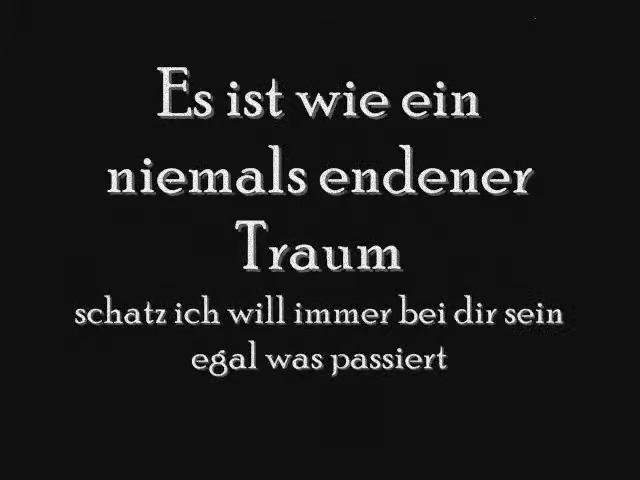 Es ist wie ein
niemals endener
Traum
schatz ich will immer bei dir sein
egal was passiert